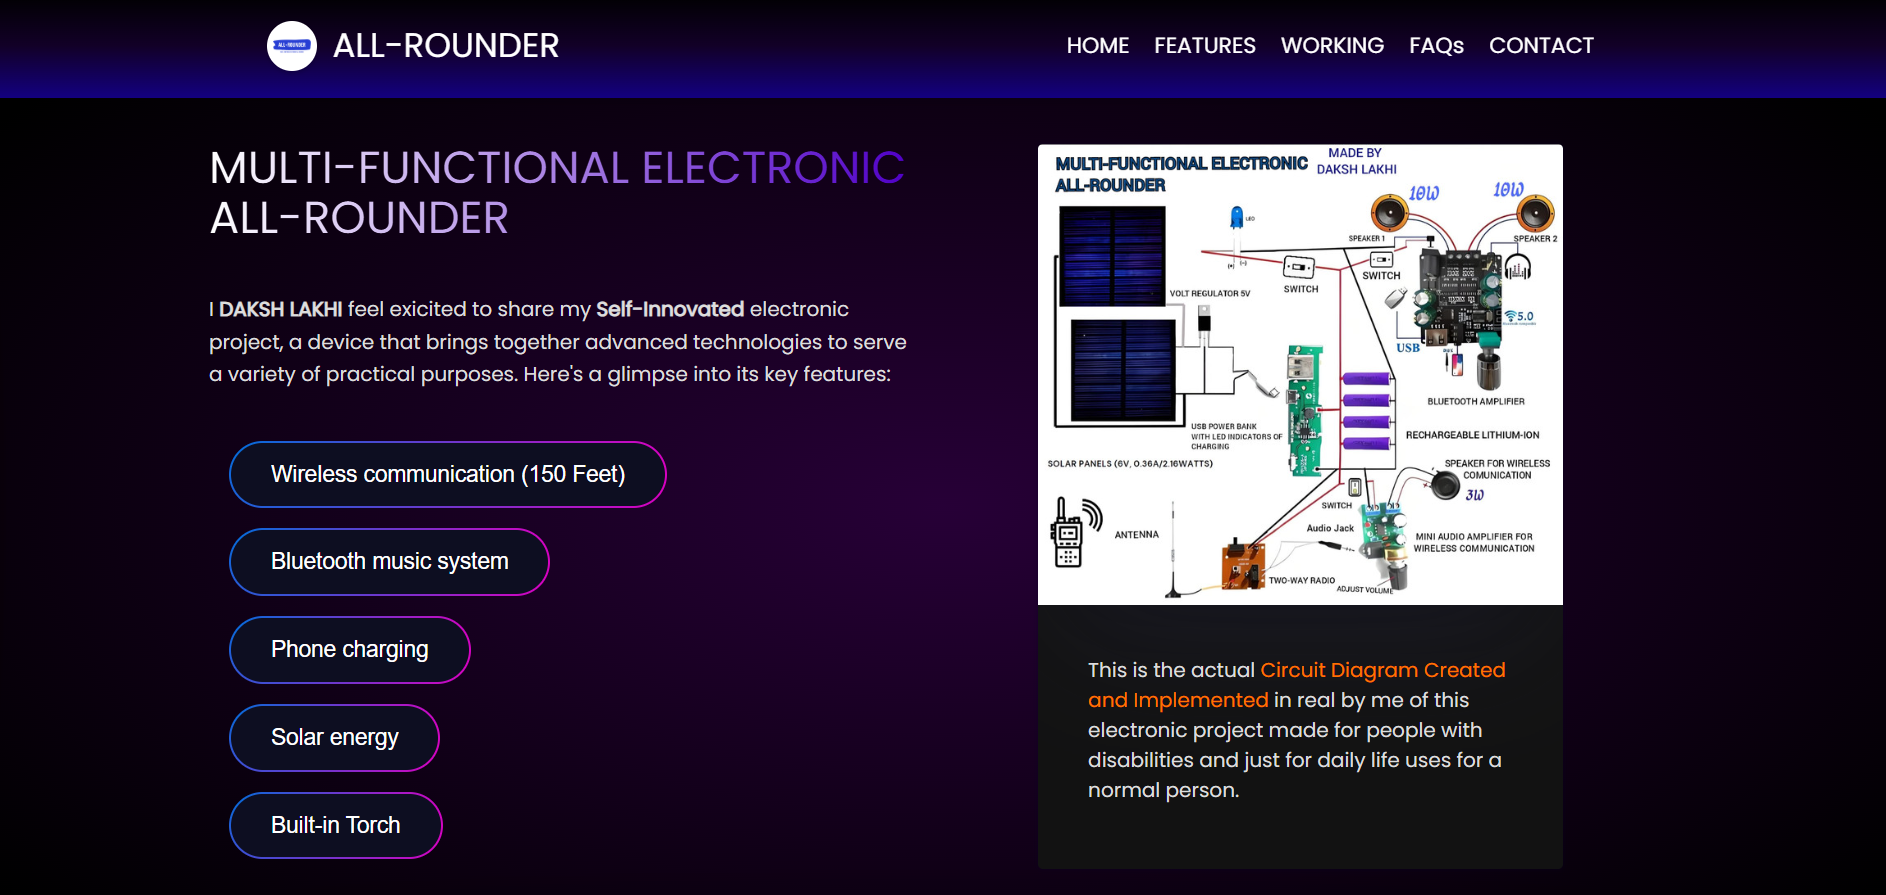 ALL-ROUNDER
ALL-ROUNDER
HOME FEATURES WORKING FAQs CONTACT
MULTI-FUNCTIONAL ELECTRONIC
ALL-ROUNDER
I DAKSH LAKHI feel exicited to share my Self-Innovated electronic
project, a device that brings together advanced technologies to serve
a variety of practical purposes. Here's a glimpse into its key features:
Wireless communication (150 Feet)
Bluetooth music system
Phone charging
Solar energy
Built-in Torch
MULTI-FUNCTIONAL ELECTRONIC
ALL-ROUNDER
MADE BY
DAKSH LAKHI
10W
10W
LED
(+) (-)
SPEAKER 1
SPEAKER 2
SWITCH
SWITCH
VOLT REGULATOR 5V
5.0
USB
BLUETOOTH AMPLIFIER
USB POWER BANK
WITH LED INDICATORS OF
CHARGING
RECHARGEABLE LITHIUM-ION
SOLAR PANELS (6V, 0.36A/2.16WATTS)
SPEAKER FOR WIRELESS
COMUNICATION
3W
SWITCH
Audio Jack
ANTENNA
MINI AUDIO AMPLIFIER FOR
WIRELESS COMMUNICATION
TWO-WAY RADIO
ADJUST VOLUME
This is the actual Circuit Diagram Created
and Implemented in real by me of this
electronic project made for people with
disabilities and just for daily life uses for a
normal person.